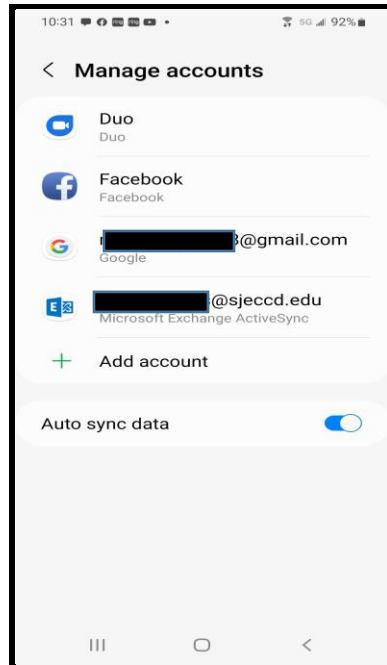 10:31
5G 92%
< Manage accounts
Duo
Duo
Facebook
Facebook
@gmail.com
Google
@sjeccd.edu
Microsoft Exchange ActiveSync
+ Add account
Auto sync data